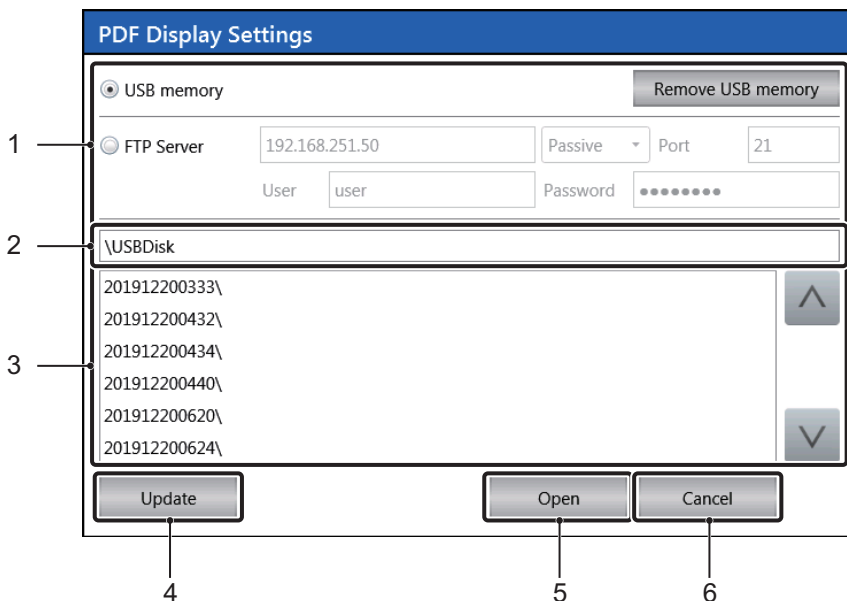 PDF Display Settings
USB memory Remove USB memory
1 FTP Server 192.168.251.50 Passive Port 21
User user Password ●●●●●●●●
2 \USBDisk
201912200333\
201912200432\
201912200434\
3 201912200440\
201912200620\
201912200624\
Update Open Cancel
4 5 6